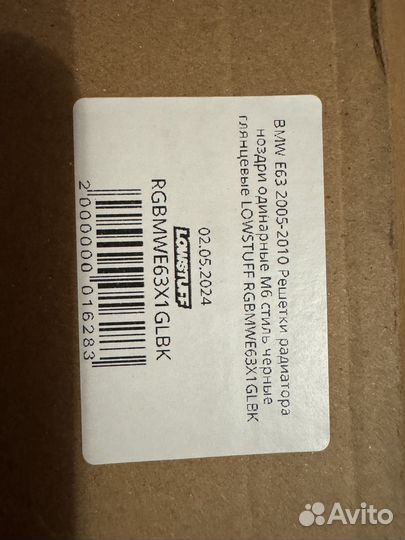 BMW E63 2005-2010 Решетки радиатора
ноздри одинарные M6 стиль черные
глянцевые LOWSTUFF RGBMWE63X1GLBK
02.05.2024
LOWSTUFF
RGBMWE63X1GLBK
2 000000 016283
Avito